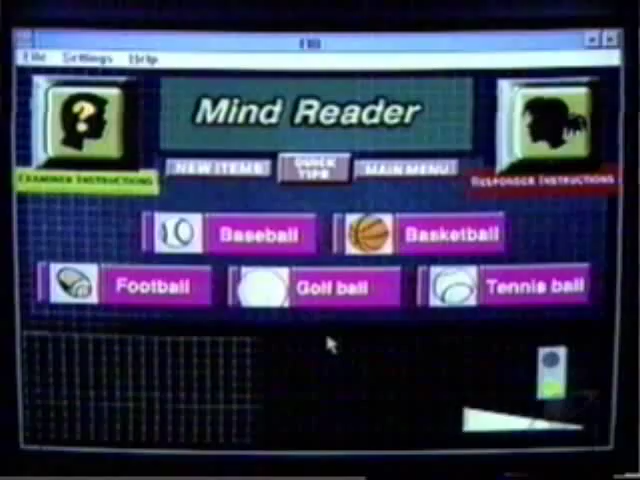 File Settings Help
Mind Reader
NEW ITEMS
QUICK
TIPS
MAIN MENU
EXAMINER INSTRUCTIONS
RESPONDER INSTRUCTIONS
Baseball
Basketball
Football
Golf ball
Tennis ball